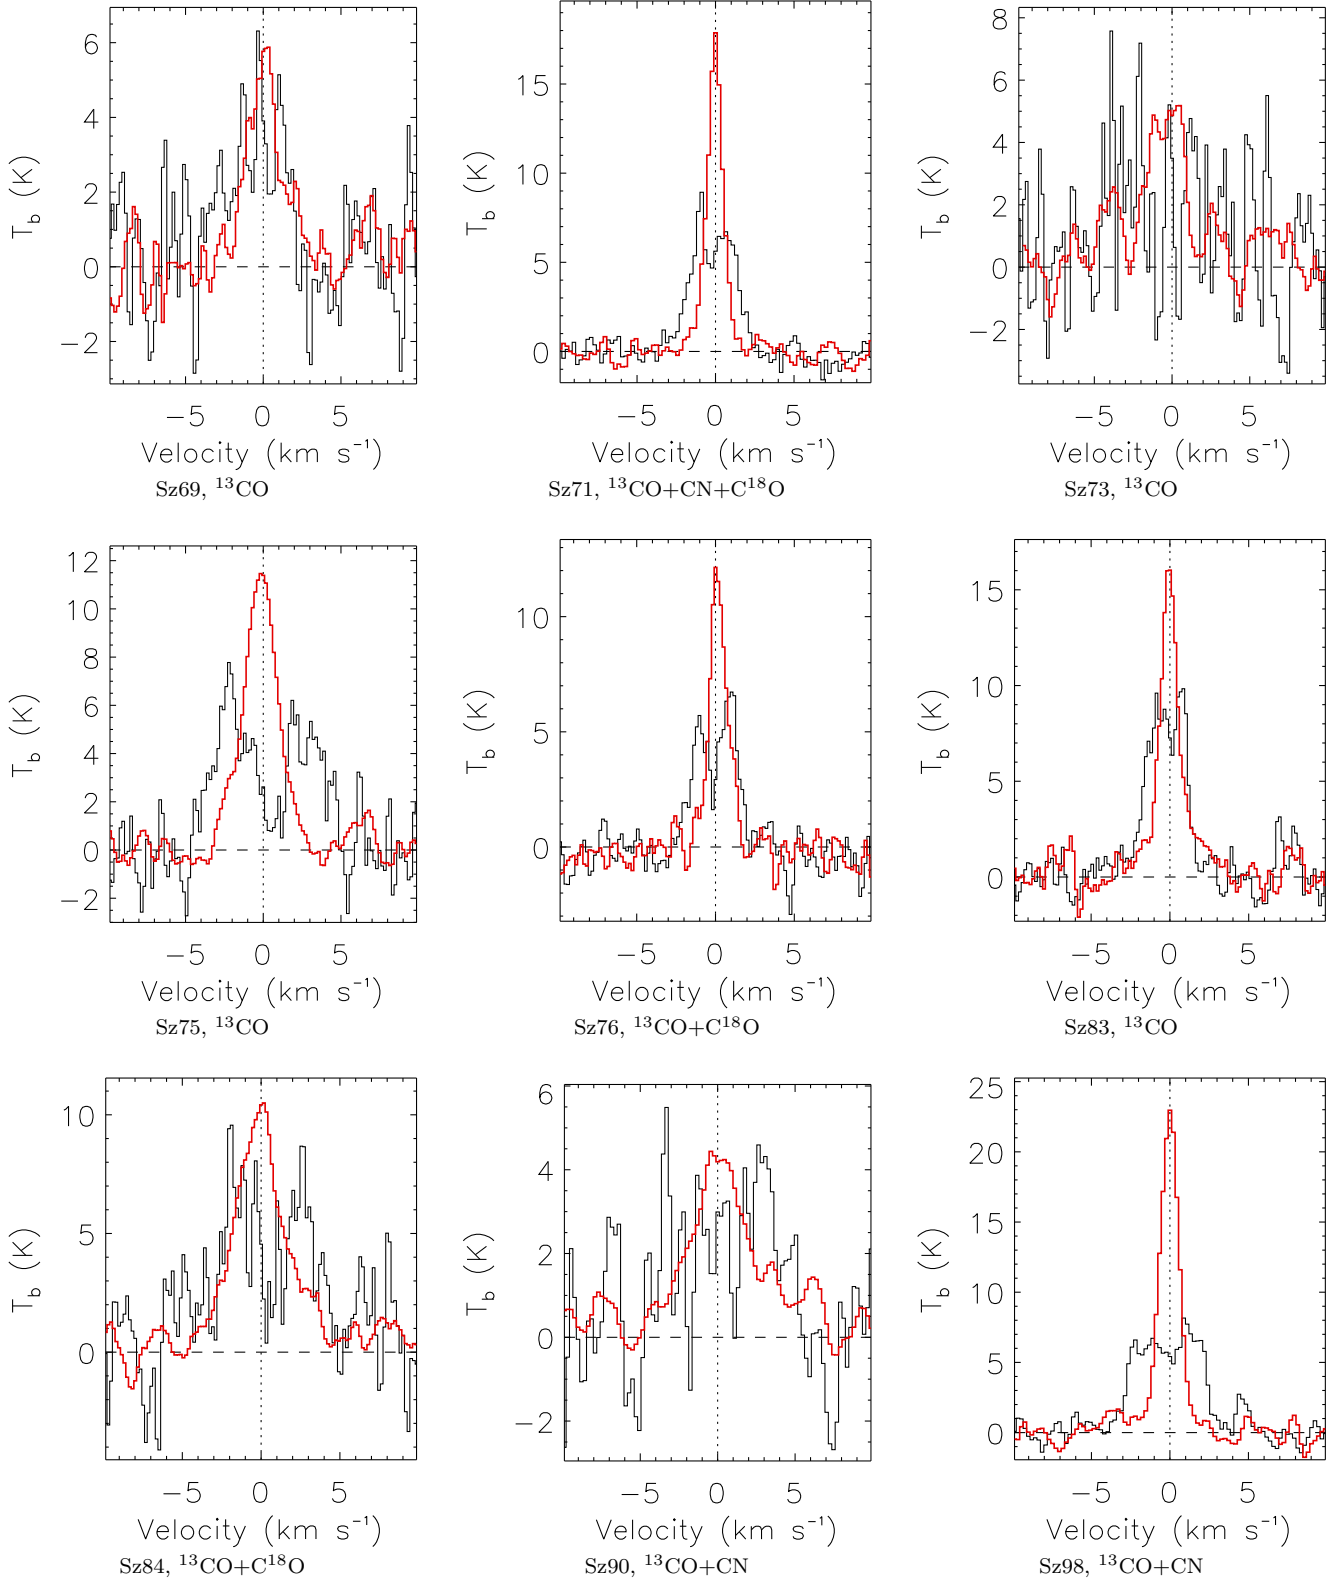 6
4
2
0
−2
T_b (K)
−5 0 5
Velocity (km s⁻¹)
Sz69, ¹³CO
15
10
5
0
T_b (K)
−5 0 5
Velocity (km s⁻¹)
Sz71, ¹³CO+CN+C¹⁸O
8
6
4
2
0
−2
T_b (K)
−5 0 5
Velocity (km s⁻¹)
Sz73, ¹³CO
12
10
8
6
4
2
0
−2
T_b (K)
−5 0 5
Velocity (km s⁻¹)
Sz75, ¹³CO
10
5
0
T_b (K)
−5 0 5
Velocity (km s⁻¹)
Sz76, ¹³CO+C¹⁸O
15
10
5
0
T_b (K)
−5 0 5
Velocity (km s⁻¹)
Sz83, ¹³CO
10
5
0
T_b (K)
−5 0 5
Velocity (km s⁻¹)
Sz84, ¹³CO+C¹⁸O
6
4
2
0
−2
T_b (K)
−5 0 5
Velocity (km s⁻¹)
Sz90, ¹³CO+CN
25
20
15
10
5
0
T_b (K)
−5 0 5
Velocity (km s⁻¹)
Sz98, ¹³CO+CN